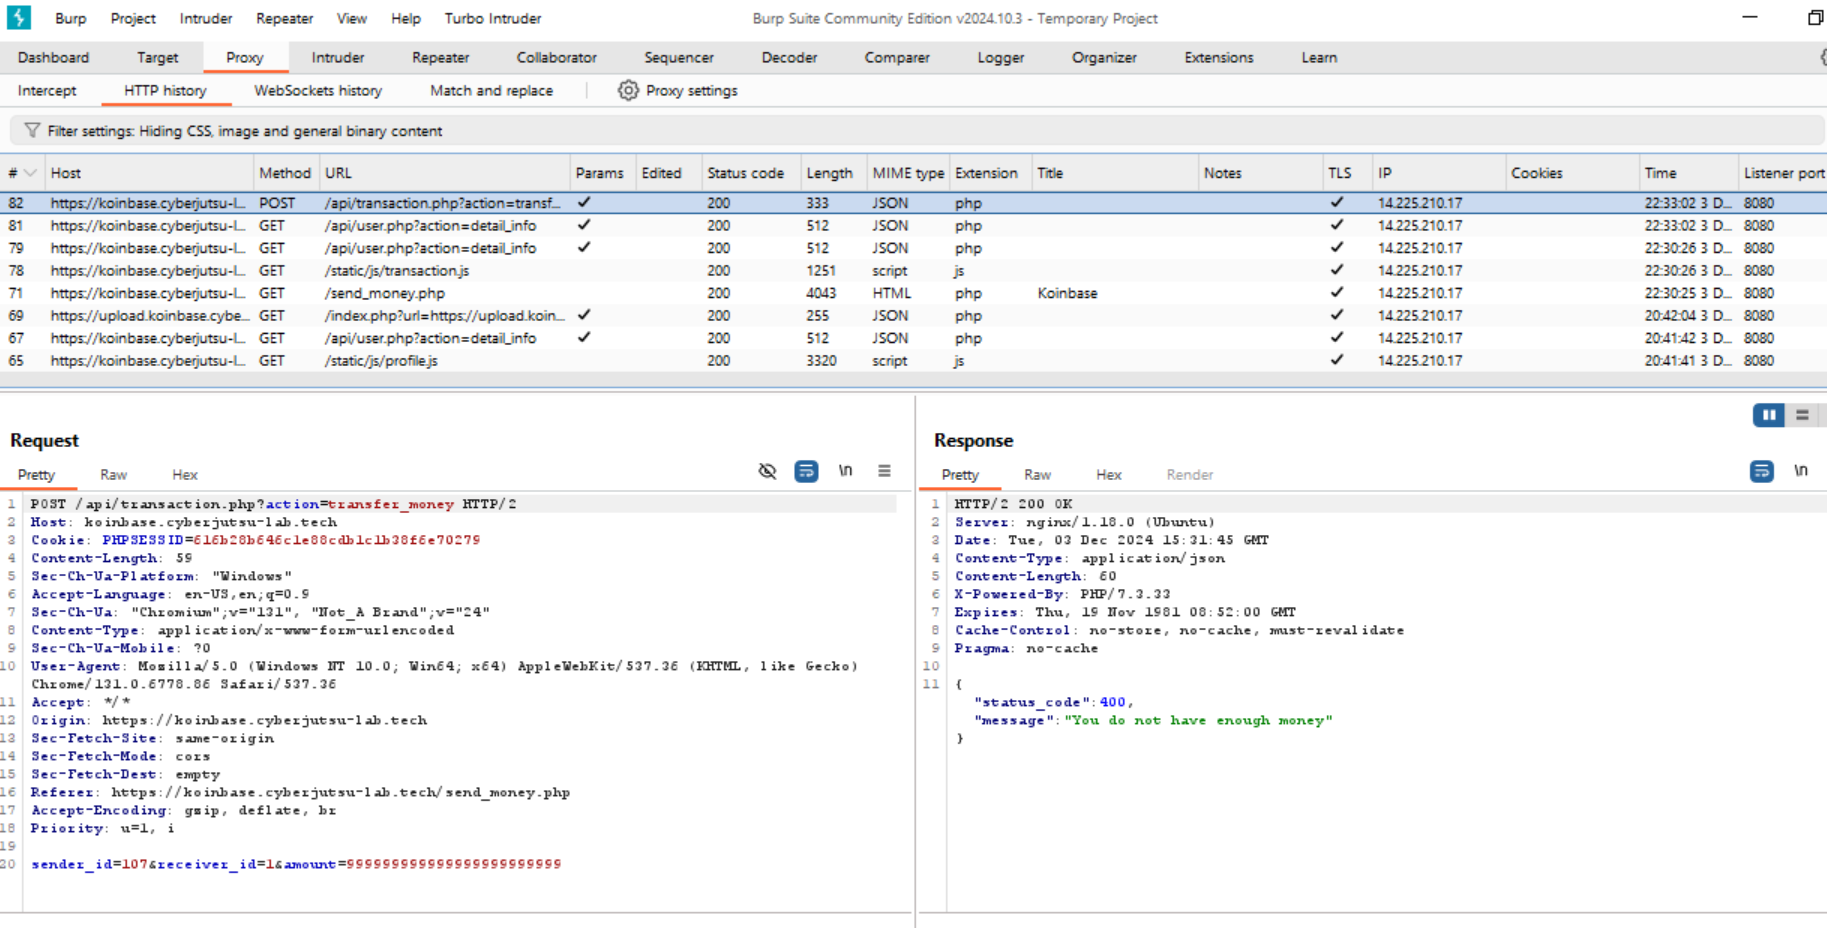 Burp Project Intruder Repeater View Help Turbo Intruder Burp Suite Community Edition v2024.10.3 - Temporary Project
Dashboard Target Proxy Intruder Repeater Collaborator Sequencer Decoder Comparer Logger Organizer Extensions Learn
Intercept HTTP history WebSockets history Match and replace Proxy settings
Filter settings: Hiding CSS, image and general binary content
# Host Method URL Params Edited Status code Length MIME type Extension Title Notes TLS IP Cookies Time Listener port
82 https://koinbase.cyberjutsu-l... POST /api/transaction.php?action=transf... ✓ 200 333 JSON php ✓ 14.225.210.17 22:33:02 3 D... 8080
81 https://koinbase.cyberjutsu-l... GET /api/user.php?action=detail_info ✓ 200 512 JSON php ✓ 14.225.210.17 22:33:02 3 D... 8080
79 https://koinbase.cyberjutsu-l... GET /api/user.php?action=detail_info ✓ 200 512 JSON php ✓ 14.225.210.17 22:30:26 3 D... 8080
78 https://koinbase.cyberjutsu-l... GET /static/js/transaction.js 200 1251 script js ✓ 14.225.210.17 22:30:26 3 D... 8080
71 https://koinbase.cyberjutsu-l... GET /send_money.php 200 4043 HTML php Koinbase ✓ 14.225.210.17 22:30:25 3 D... 8080
69 https://upload.koinbase.cybe... GET /index.php?url=https://upload.koin... ✓ 200 255 JSON php ✓ 14.225.210.17 20:42:04 3 D... 8080
67 https://koinbase.cyberjutsu-l... GET /api/user.php?action=detail_info ✓ 200 512 JSON php ✓ 14.225.210.17 20:41:42 3 D... 8080
65 https://koinbase.cyberjutsu-l... GET /static/js/profile.js 200 3320 script js ✓ 14.225.210.17 20:41:41 3 D... 8080
Request
Pretty Raw Hex \n
1 POST /api/transaction.php?action=transfer_money HTTP/2
2 Host: koinbase.cyberjutsu-lab.tech
3 Cookie: PHPSESSID=616b28b646c1e88cdb1c1b38f6e70279
4 Content-Length: 59
5 Sec-Ch-Ua-Platform: "Windows"
6 Accept-Language: en-US,en;q=0.9
7 Sec-Ch-Ua: "Chromium";v="131", "Not_A Brand";v="24"
8 Content-Type: application/x-www-form-urlencoded
9 Sec-Ch-Ua-Mobile: ?0
10 User-Agent: Mozilla/5.0 (Windows NT 10.0; Win64; x64) AppleWebKit/537.36 (KHTML, like Gecko)
Chrome/131.0.6778.86 Safari/537.36
11 Accept: */*
12 Origin: https://koinbase.cyberjutsu-lab.tech
13 Sec-Fetch-Site: same-origin
14 Sec-Fetch-Mode: cors
15 Sec-Fetch-Dest: empty
16 Referer: https://koinbase.cyberjutsu-lab.tech/send_money.php
17 Accept-Encoding: gzip, deflate, br
18 Priority: u=1, i
19
20 sender_id=107&receiver_id=1&amount=999999999999999999999999
Response
Pretty Raw Hex Render \n
1 HTTP/2 200 OK
2 Server: nginx/1.18.0 (Ubuntu)
3 Date: Tue, 03 Dec 2024 15:31:45 GMT
4 Content-Type: application/json
5 Content-Length: 60
6 X-Powered-By: PHP/7.3.33
7 Expires: Thu, 19 Nov 1981 08:52:00 GMT
8 Cache-Control: no-store, no-cache, must-revalidate
9 Pragma: no-cache
10
11 {
"status_code":400,
"message":"You do not have enough money"
}